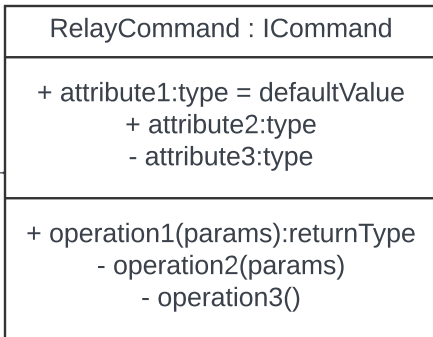 RelayCommand : ICommand
+ attribute1:type = defaultValue
+ attribute2:type
- attribute3:type
+ operation1(params):returnType
- operation2(params)
- operation3()